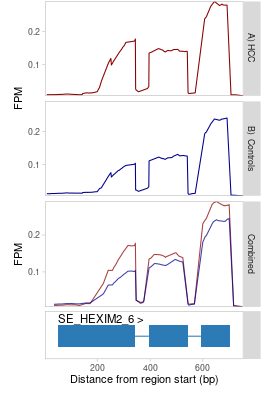 0.2
0.1
A) HCC
FPM
0.2
0.1
B) Controls
0.2
0.1
FPM
Combined
SE_HEXIM2_6 >
200 400 600
Distance from region start (bp)